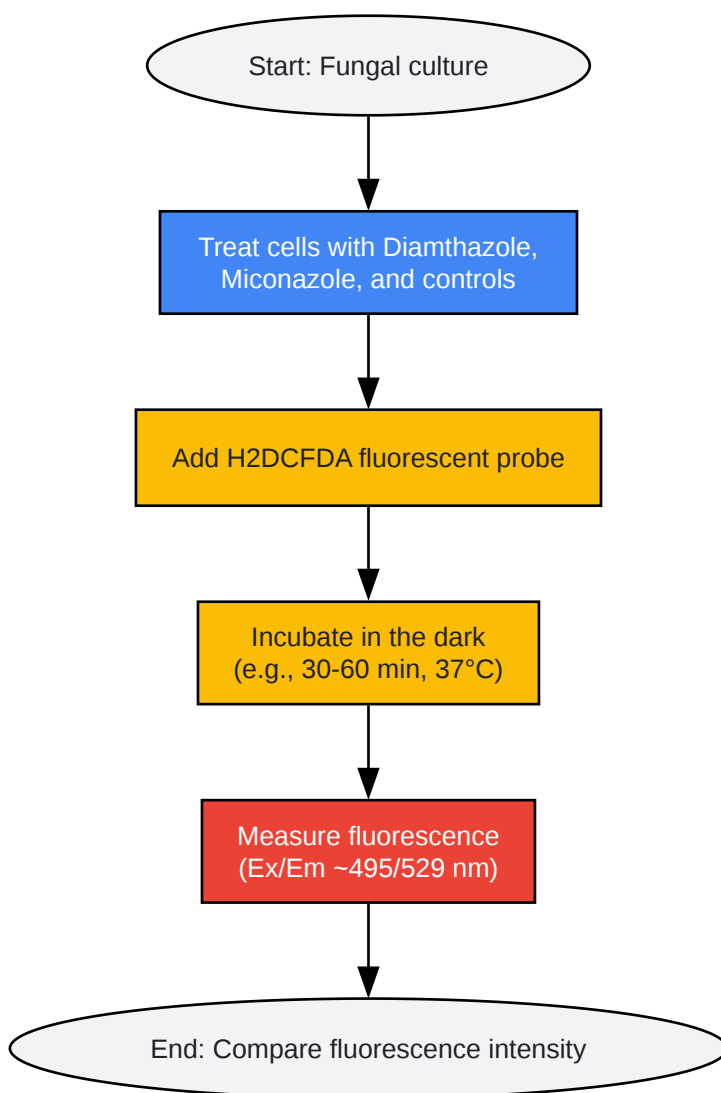 Start: Fungal culture
Treat cells with Diamthazole,
Miconazole, and controls
Add H2DCFDA fluorescent probe
Incubate in the dark
(e.g., 30-60 min, 37°C)
Measure fluorescence
(Ex/Em ~495/529 nm)
End: Compare fluorescence intensity